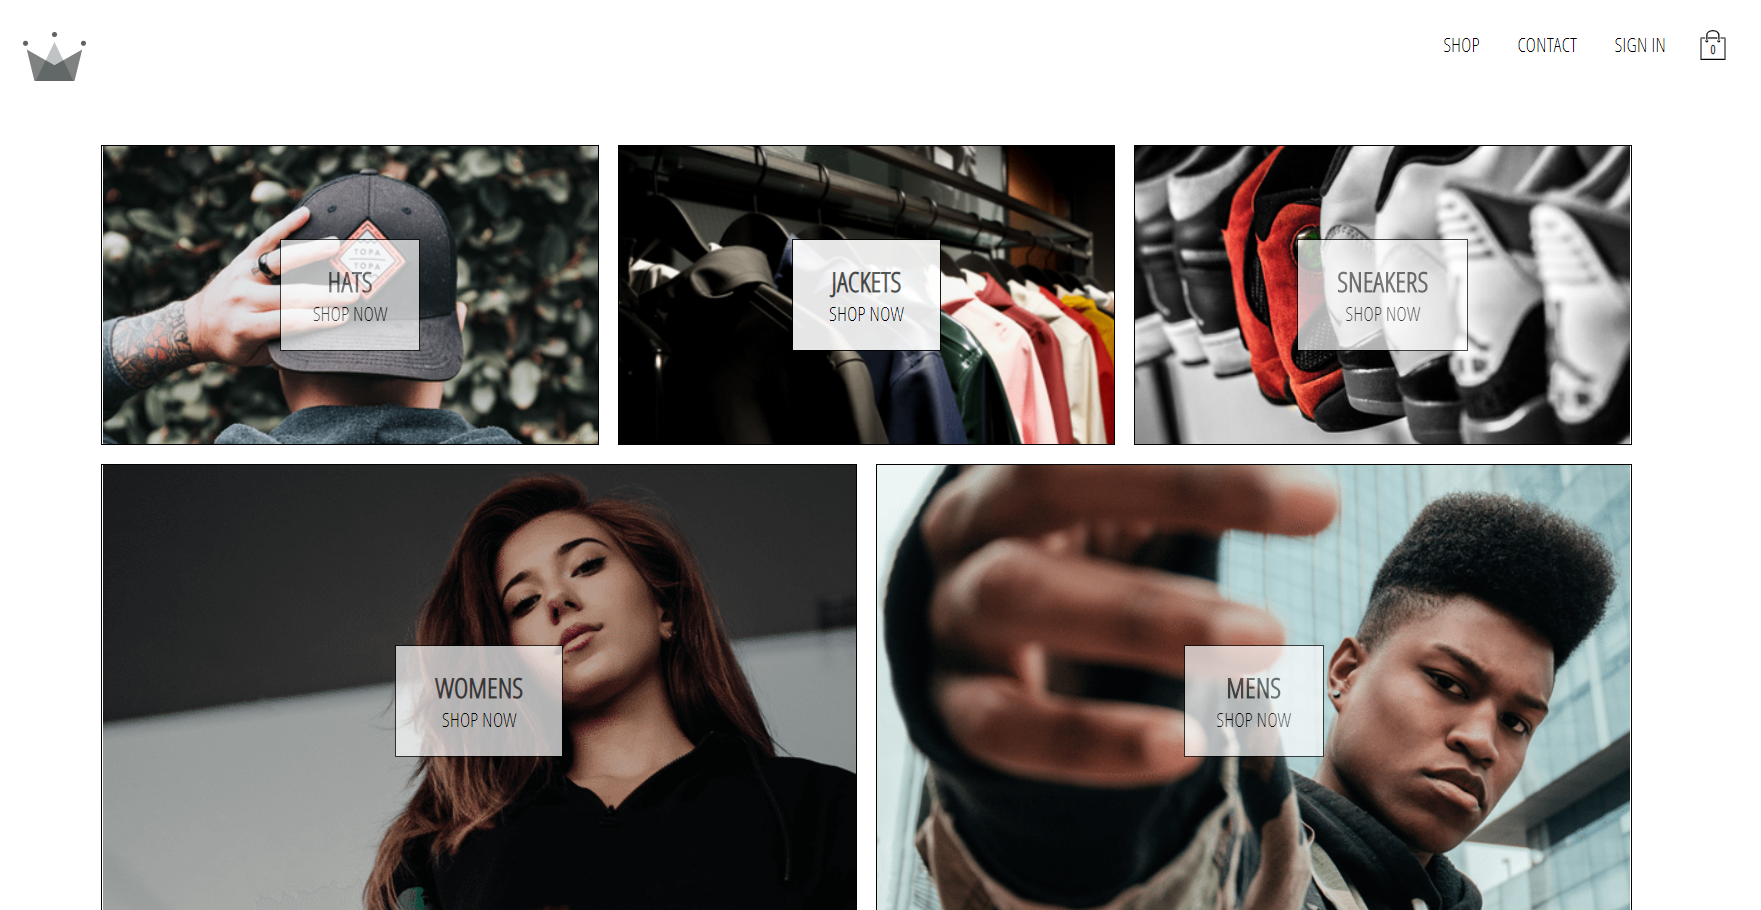 SHOP
CONTACT
SIGN IN
0
TOPA
TOPA
HATS
SHOP NOW
JACKETS
SHOP NOW
SNEAKERS
SHOP NOW
WOMENS
SHOP NOW
MENS
SHOP NOW